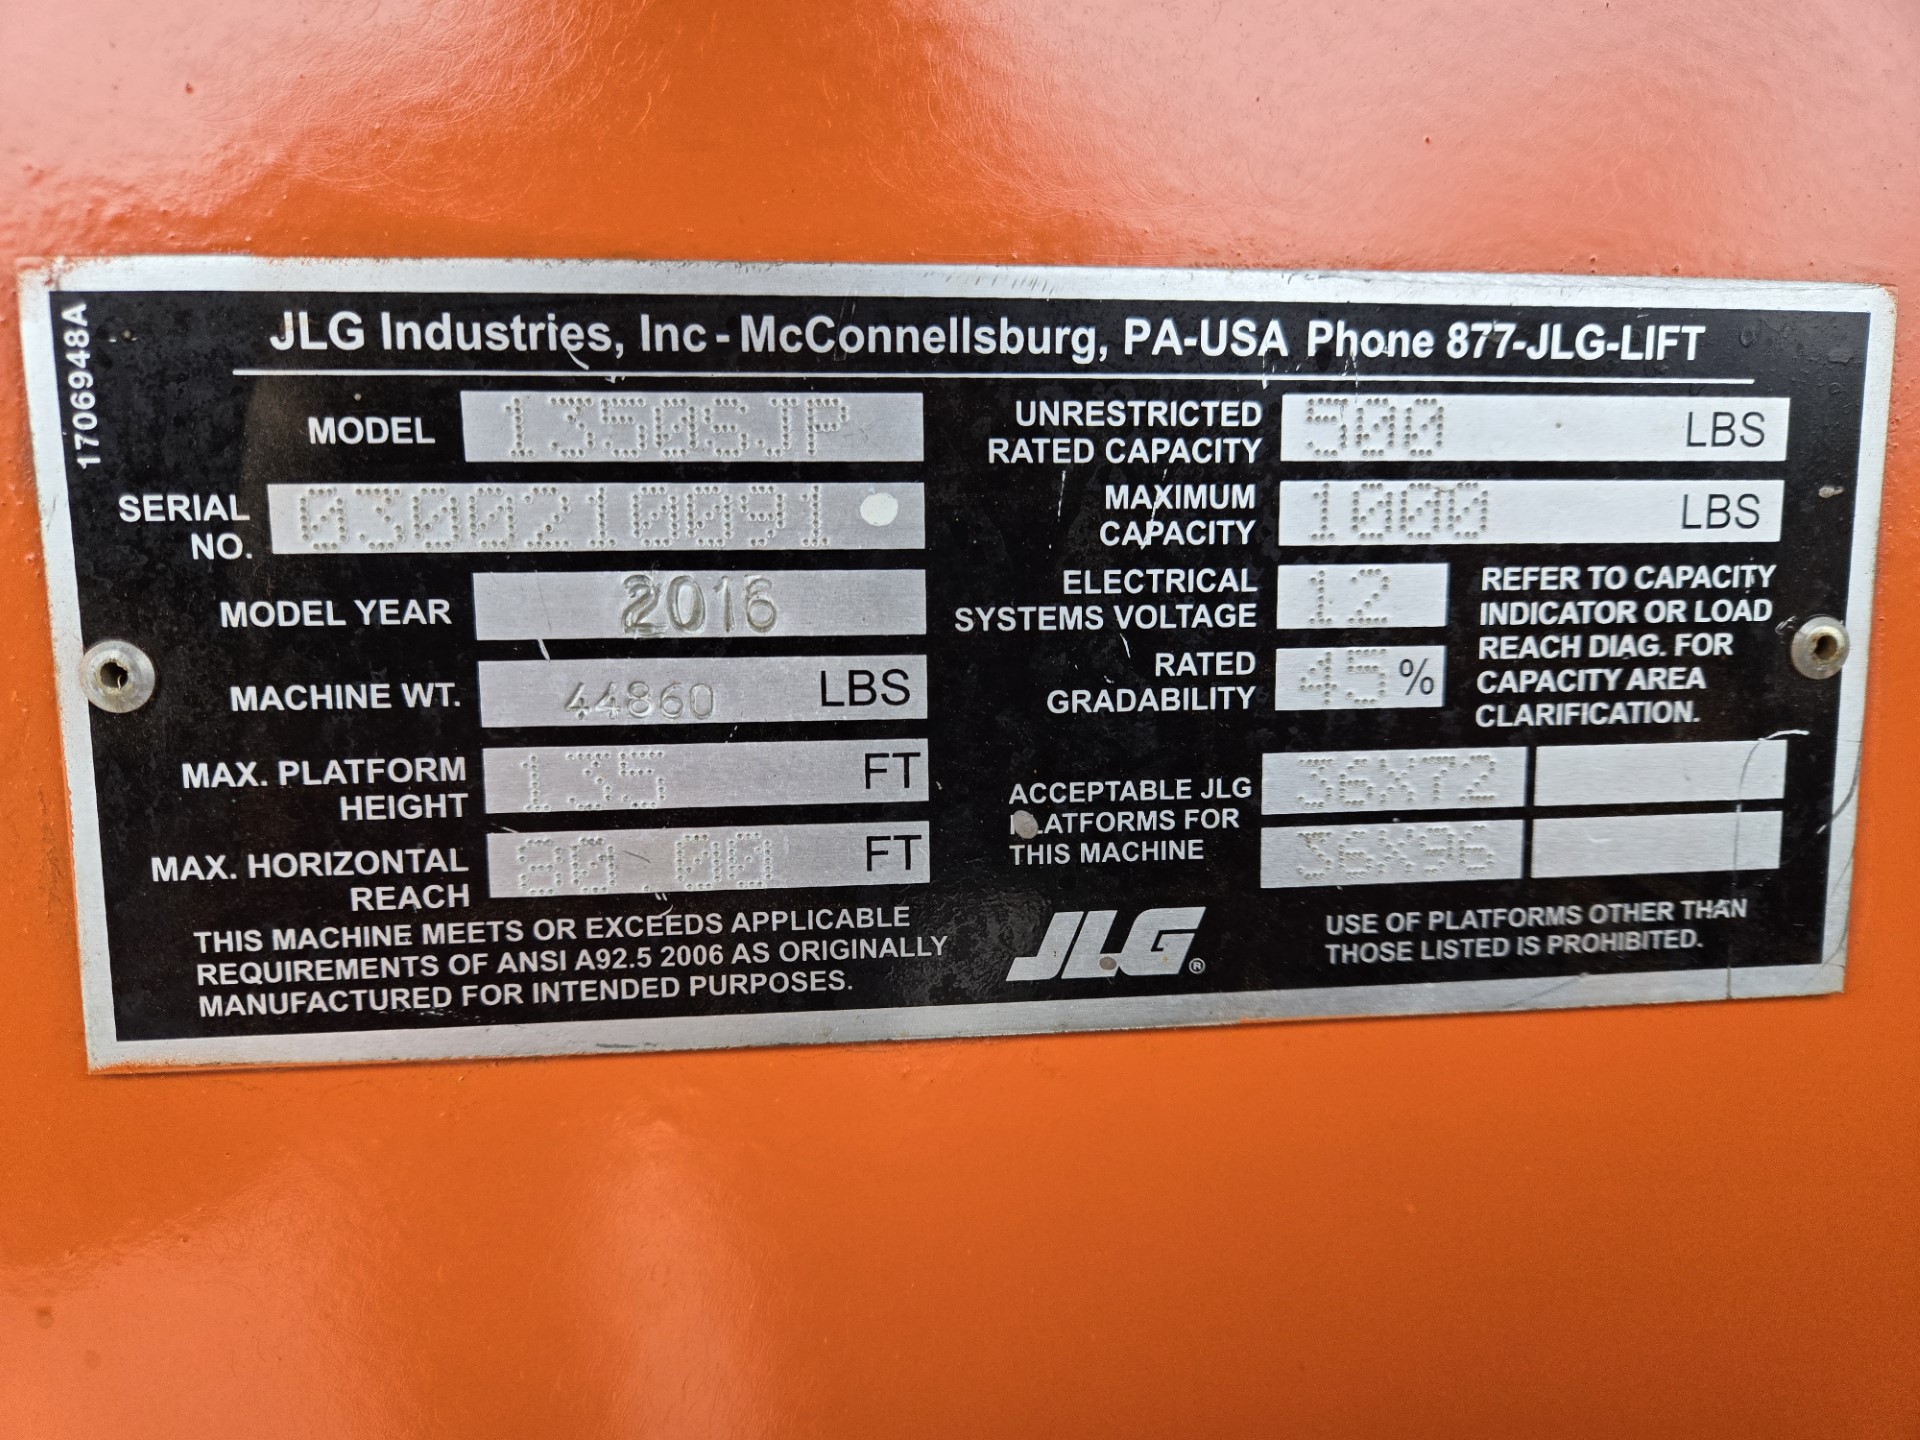 1706948A
JLG Industries, Inc - McConnellsburg, PA-USA Phone 877-JLG-LIFT
MODEL 1350SJP
SERIAL NO. 0300210091
MODEL YEAR 2016
MACHINE WT. 44860 LBS
MAX. PLATFORM HEIGHT 135 FT
MAX. HORIZONTAL REACH 80.00 FT
THIS MACHINE MEETS OR EXCEEDS APPLICABLE
REQUIREMENTS OF ANSI A92.5 2006 AS ORIGINALLY
MANUFACTURED FOR INTENDED PURPOSES.
UNRESTRICTED RATED CAPACITY 500 LBS
MAXIMUM CAPACITY 1000 LBS
ELECTRICAL SYSTEMS VOLTAGE 12
RATED GRADABILITY 45 %
REFER TO CAPACITY
INDICATOR OR LOAD
REACH DIAG. FOR
CAPACITY AREA
CLARIFICATION.
ACCEPTABLE JLG
PLATFORMS FOR
THIS MACHINE
36X72
36X96
JLG®
USE OF PLATFORMS OTHER THAN
THOSE LISTED IS PROHIBITED.